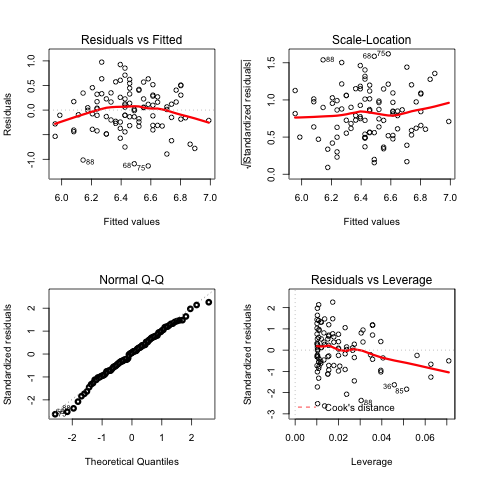 Residuals vs Fitted
Residuals
1.0
0.5
0.0
-1.0
88
68
75
6.0 6.2 6.4 6.6 6.8 7.0
Fitted values
Scale-Location
√|Standardized residuals|
1.5
1.0
0.5
0.0
88
68
75
6.0 6.2 6.4 6.6 6.8 7.0
Fitted values
Normal Q-Q
Standardized residuals
2
1
0
-1
-2
88
-2 -1 0 1 2
Theoretical Quantiles
Residuals vs Leverage
Standardized residuals
2
1
0
-1
-2
-3
36
85
88
Cook's distance
0.00 0.02 0.04 0.06
Leverage